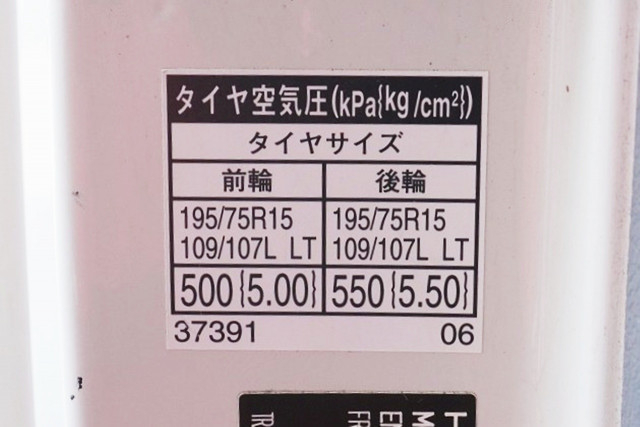 タイヤ空気圧(kPa{kg/cm²})
タイヤサイズ
前輪 後輪
195/75R15 195/75R15
109/107L LT 109/107L LT
500{5.00} 550{5.50}
37391 06